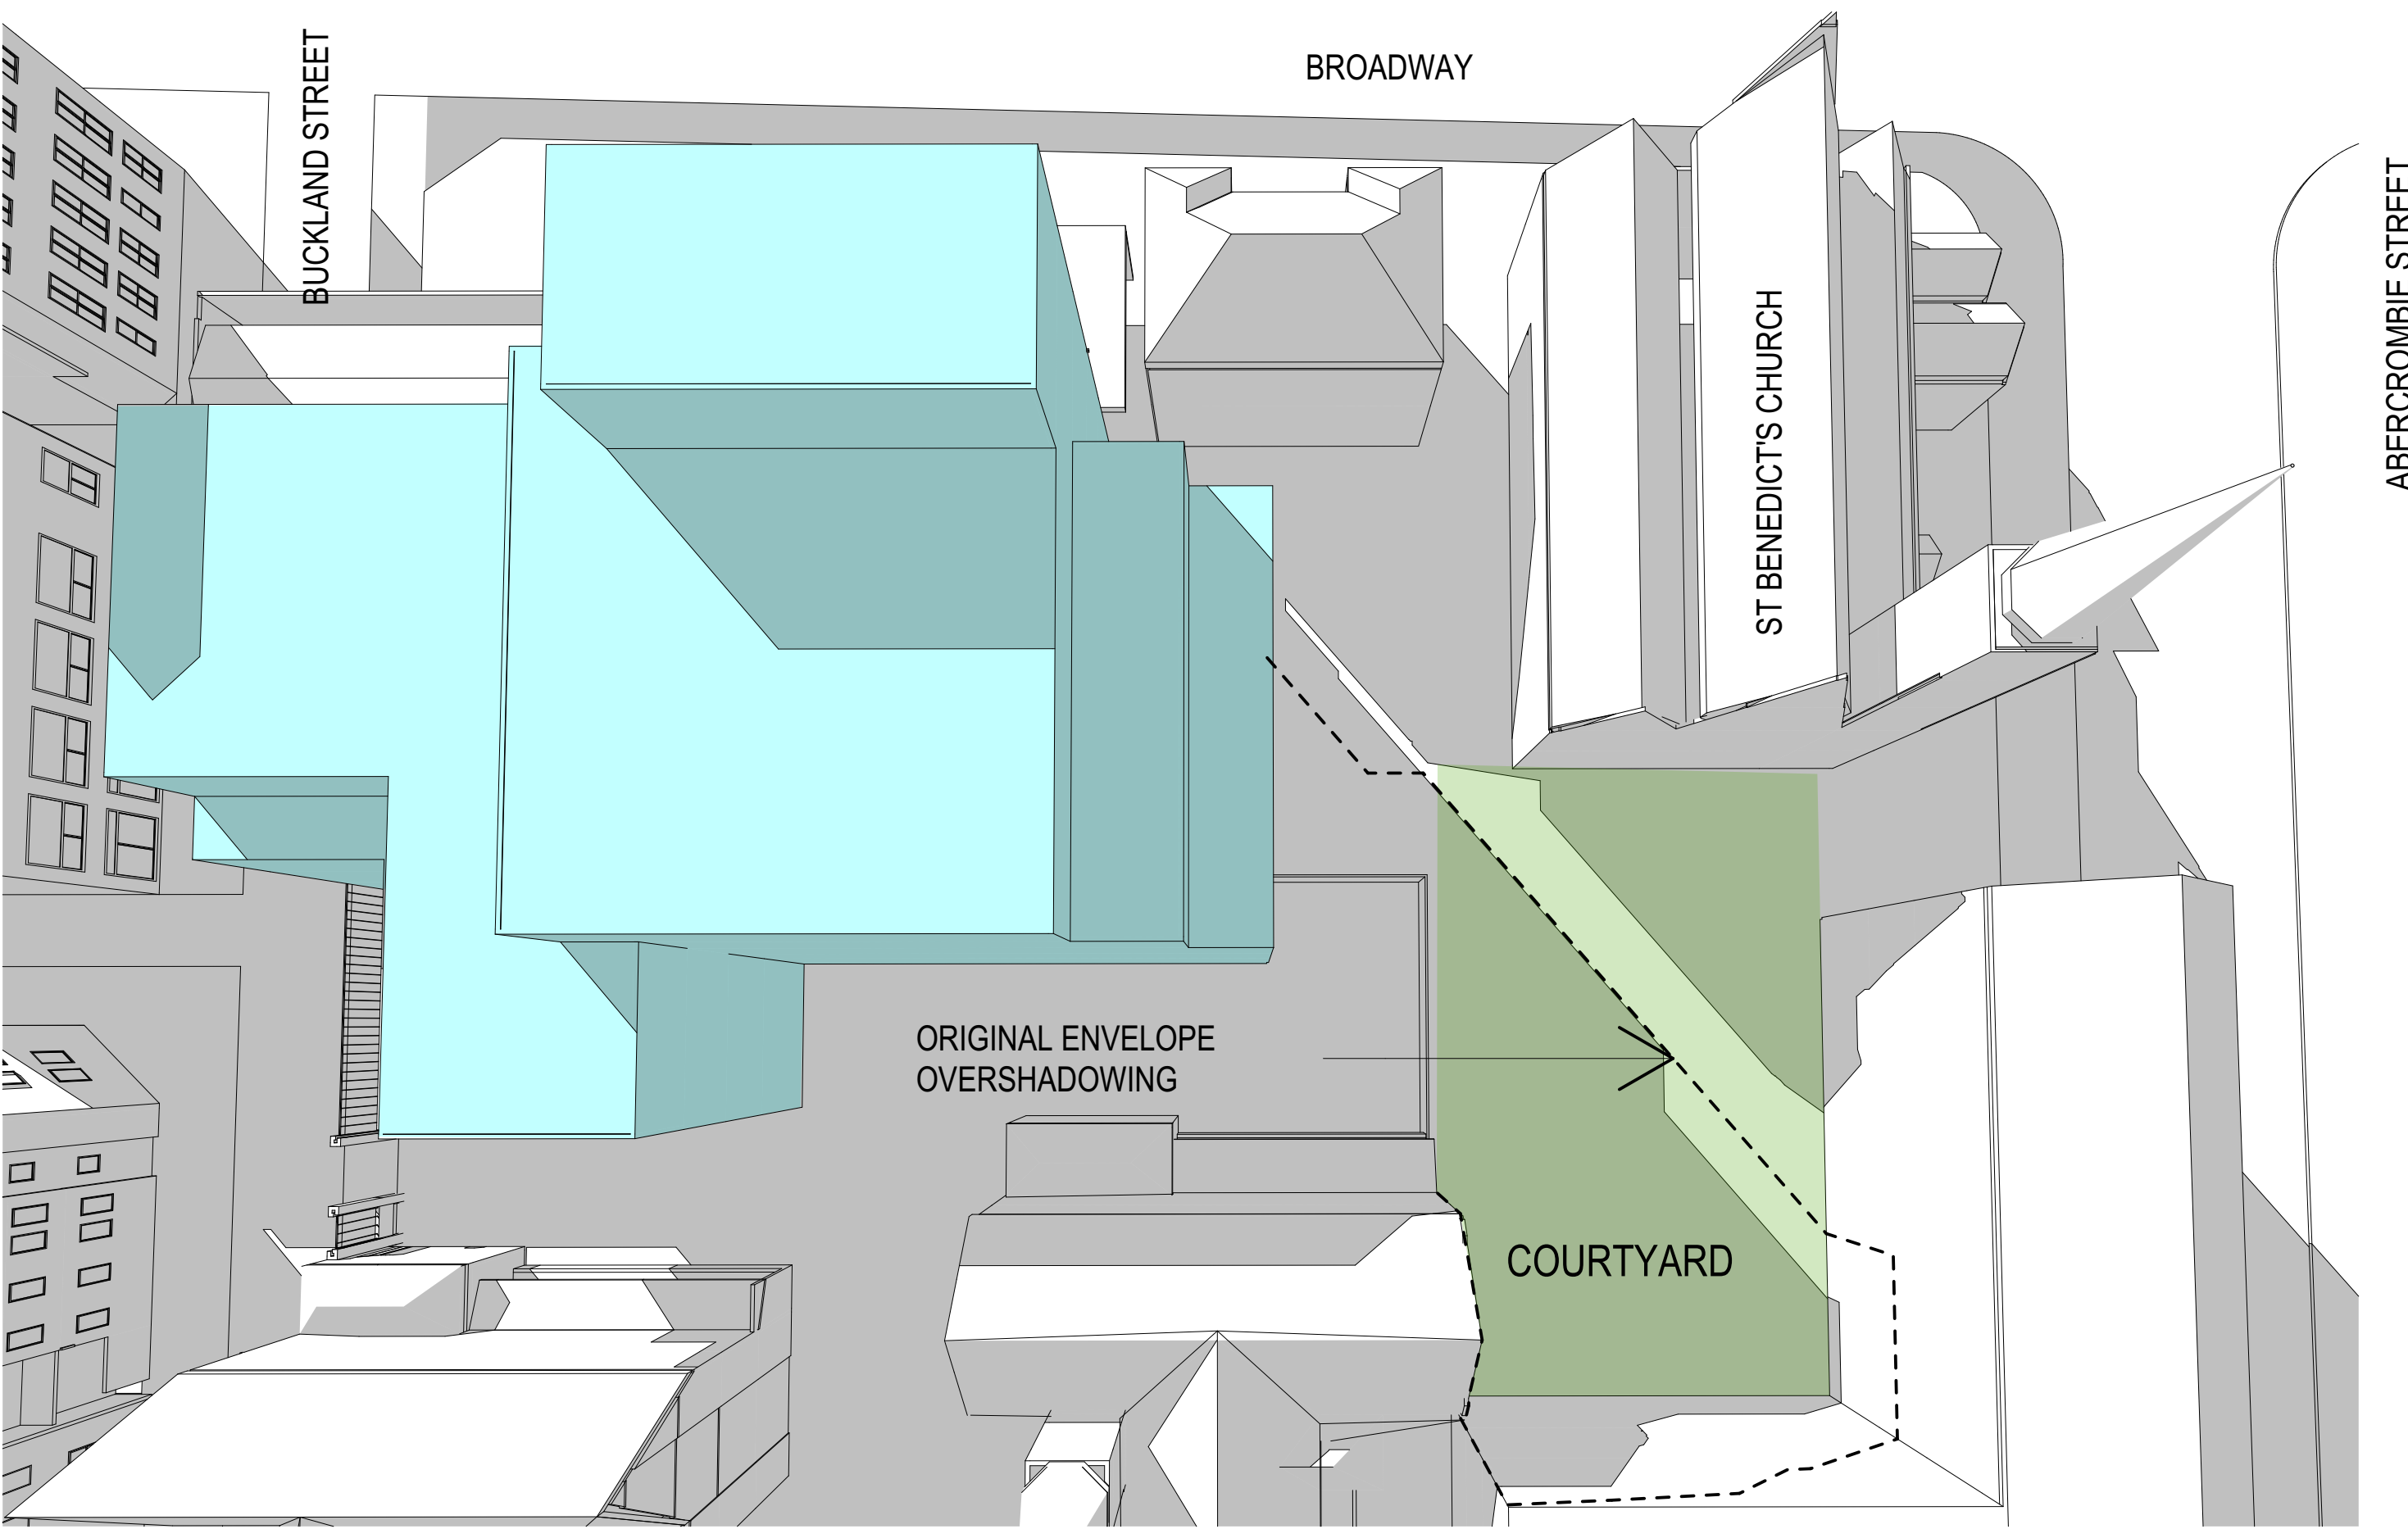 BUCKLAND STREET
BROADWAY
ABERCROMBIE STREET
ST BENEDICT'S CHURCH
ORIGINAL ENVELOPE
OVERSHADOWING
COURTYARD